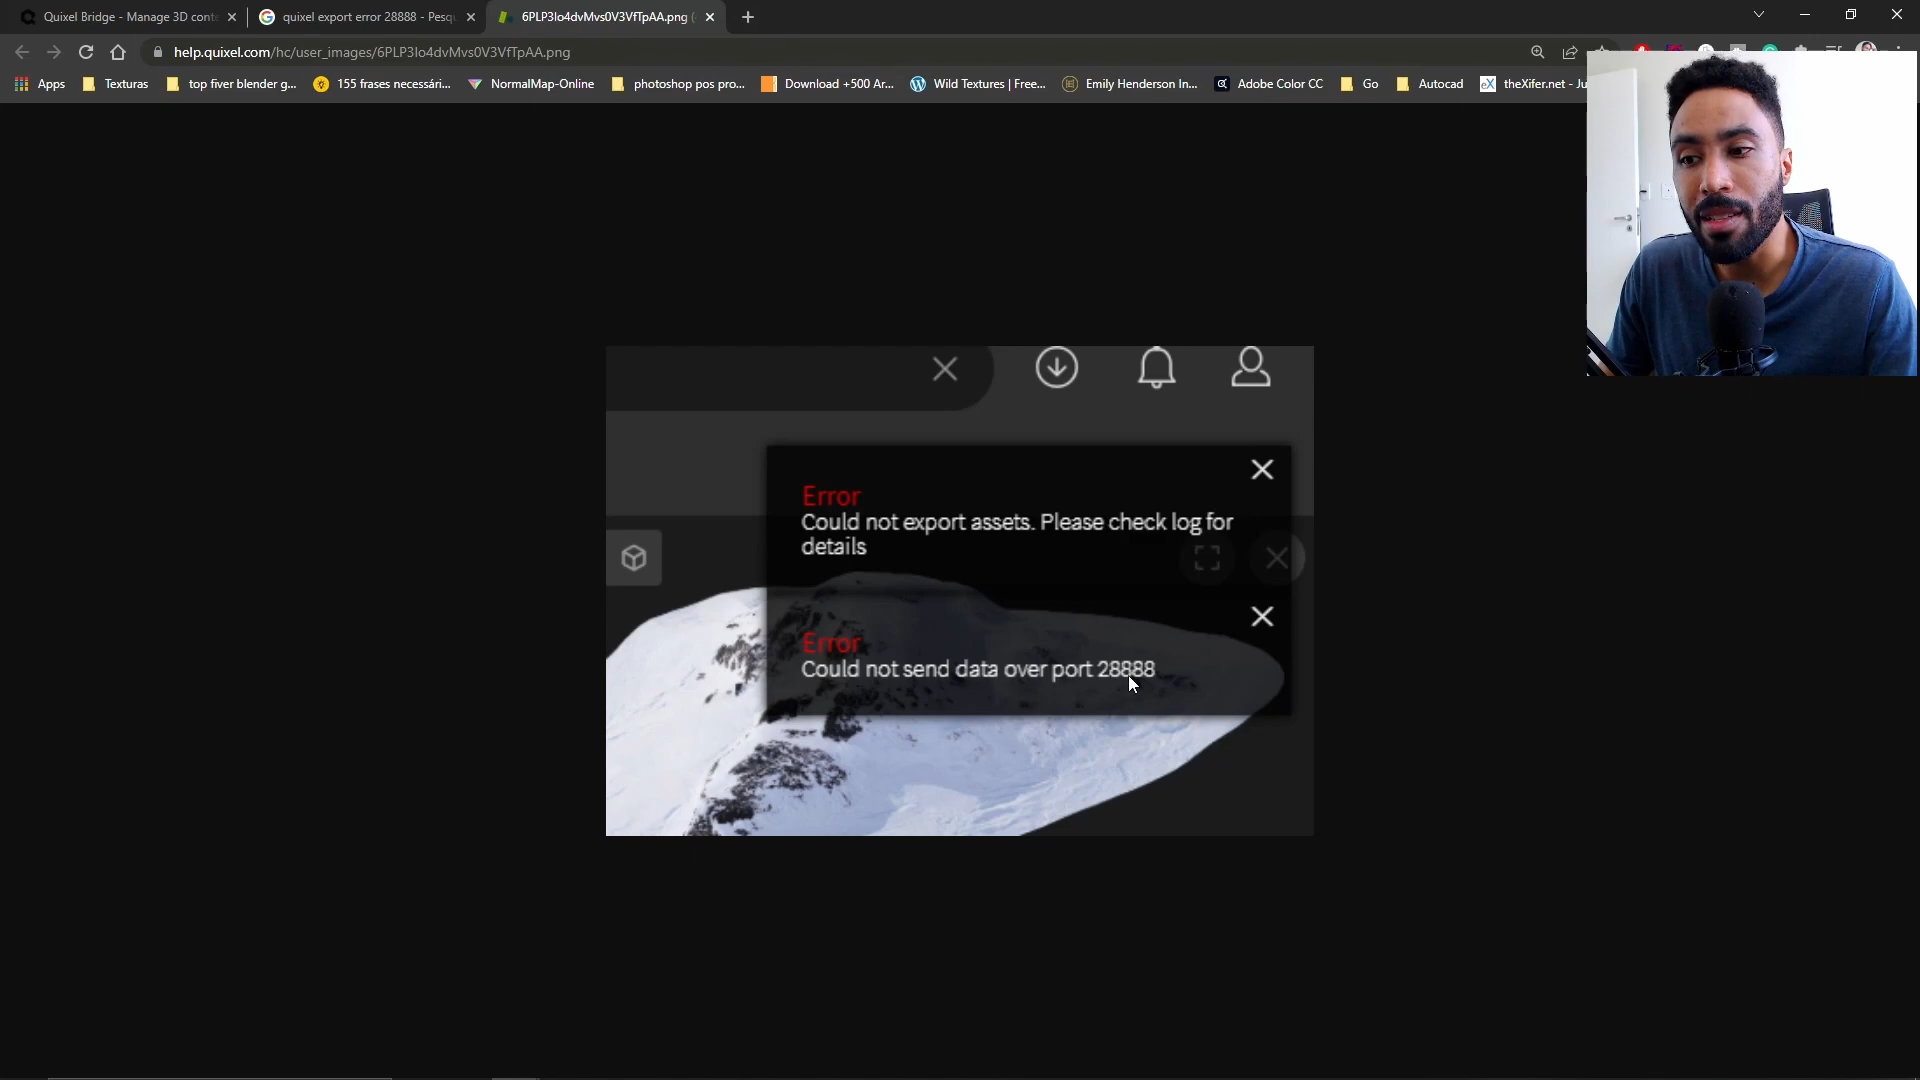 Quixel Bridge - Manage 3D conte
quixel export error 28888 - Pesqu
6PLP3Io4dvMvs0V3VfTpAA.png (
help.quixel.com/hc/user_images/6PLP3Io4dvMvs0V3VfTpAA.png
Apps
Texturas
top fiver blender g...
155 frases necessári...
NormalMap-Online
photoshop pos pro...
Download +500 Ar...
Wild Textures | Free...
Emily Henderson In...
Adobe Color CC
Go
Autocad
eX
theXifer.net - Ju
Error
Could not export assets. Please check log for
details
Error
Could not send data over port 28888